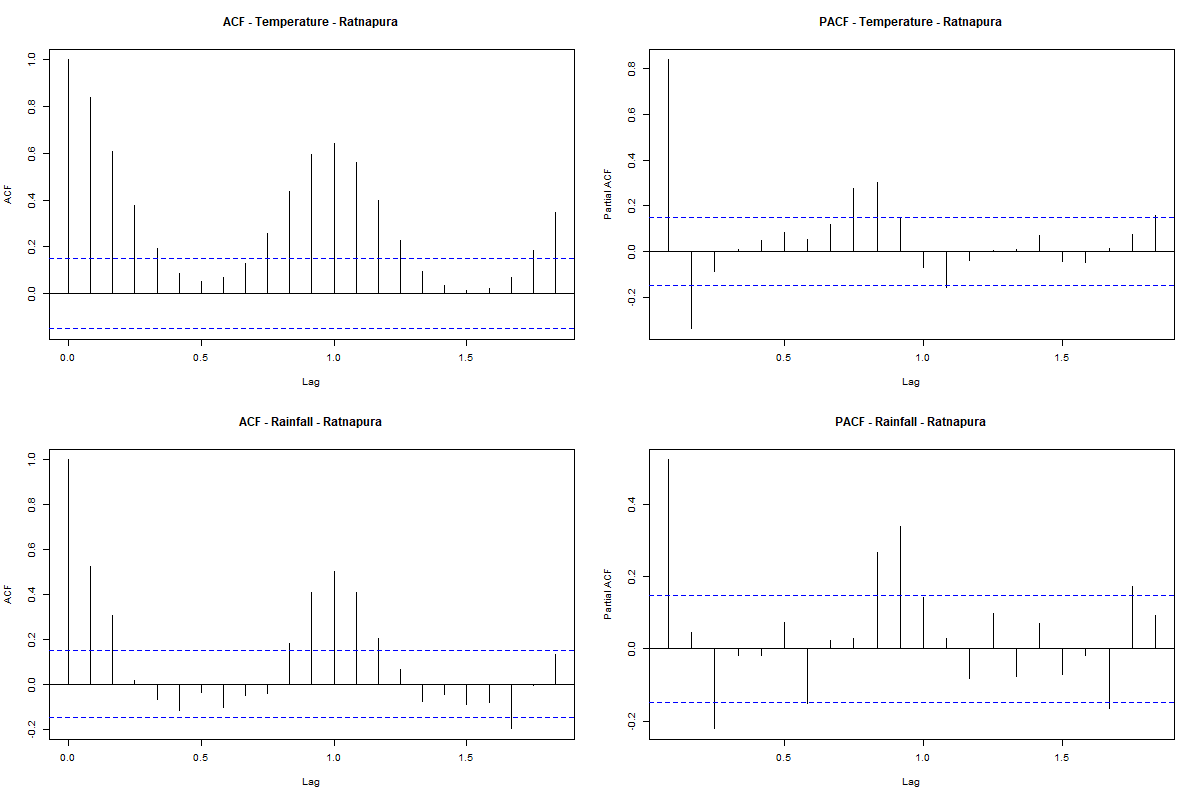 ACF - Temperature - Ratnapura
ACF
1.0
0.8
0.6
0.4
0.2
0.0
0.0 0.5 1.0 1.5
Lag
PACF - Temperature - Ratnapura
Partial ACF
0.8
0.6
0.4
0.2
0.0
-0.2
0.5 1.0 1.5
Lag
ACF - Rainfall - Ratnapura
ACF
1.0
0.8
0.6
0.4
0.2
0.0
-0.2
0.0 0.5 1.0 1.5
Lag
PACF - Rainfall - Ratnapura
Partial ACF
0.4
0.2
0.0
-0.2
0.5 1.0 1.5
Lag